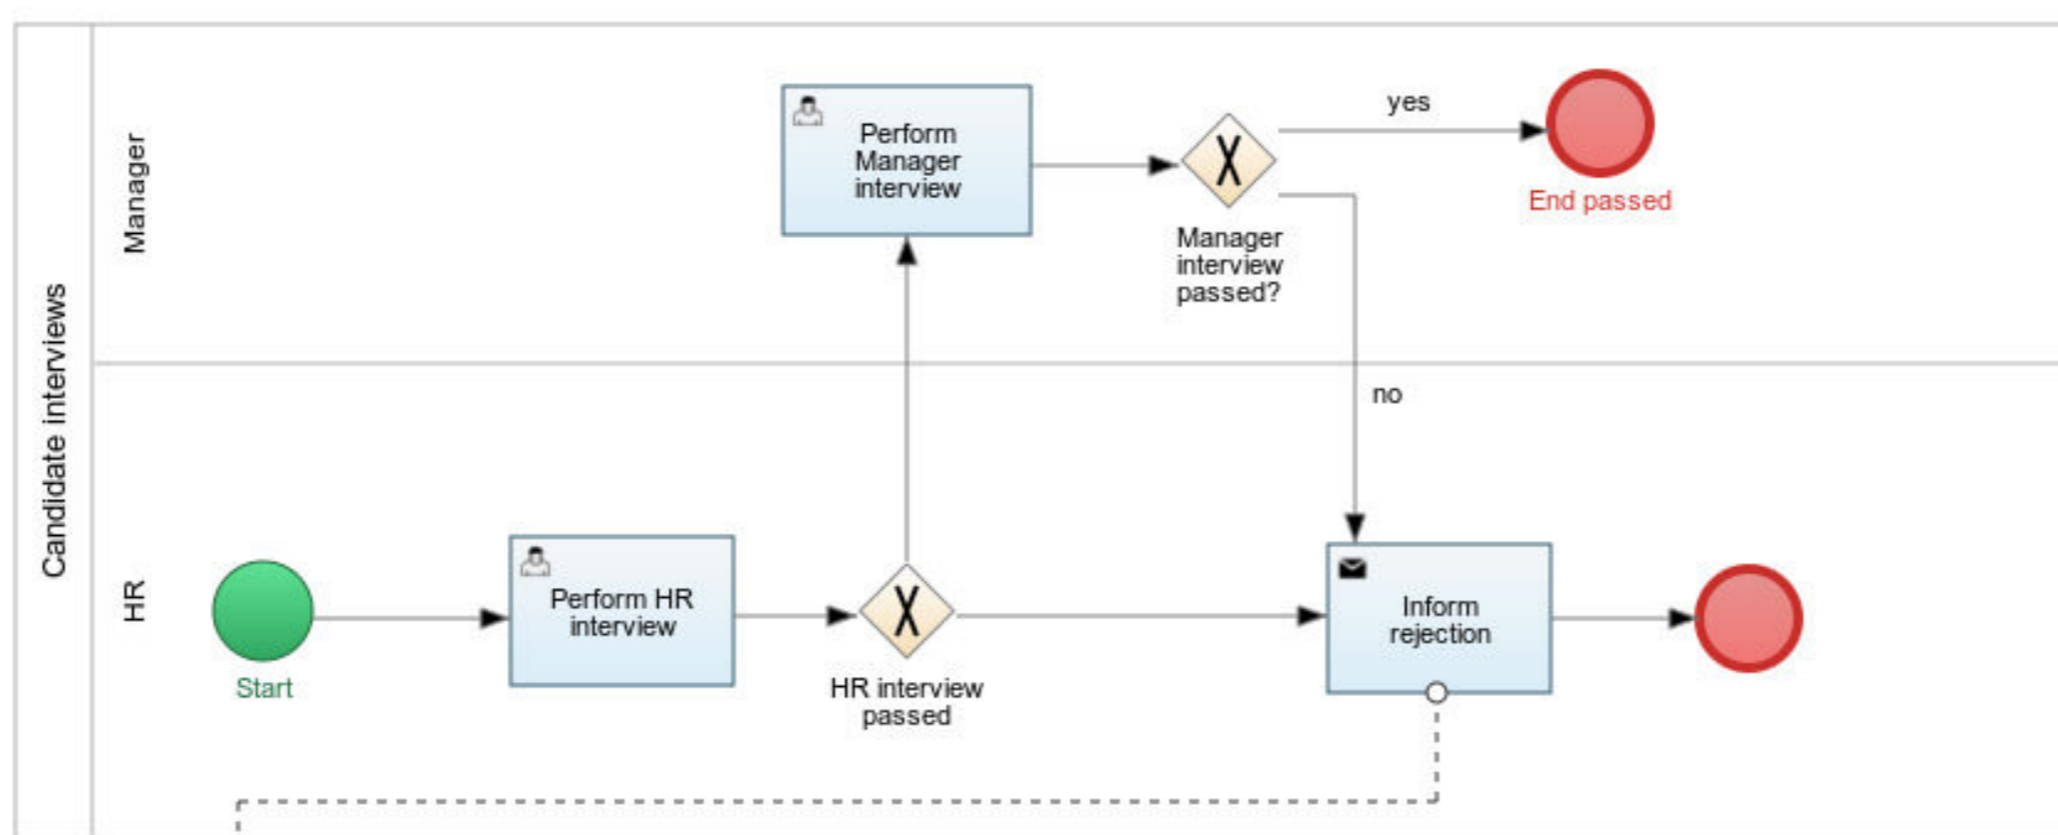 Candidate interviews
Manager
Perform
Manager
interview
X
Manager
interview
passed?
yes
End passed
no
HR
Start
Perform HR
interview
X
HR interview
passed
Inform
rejection